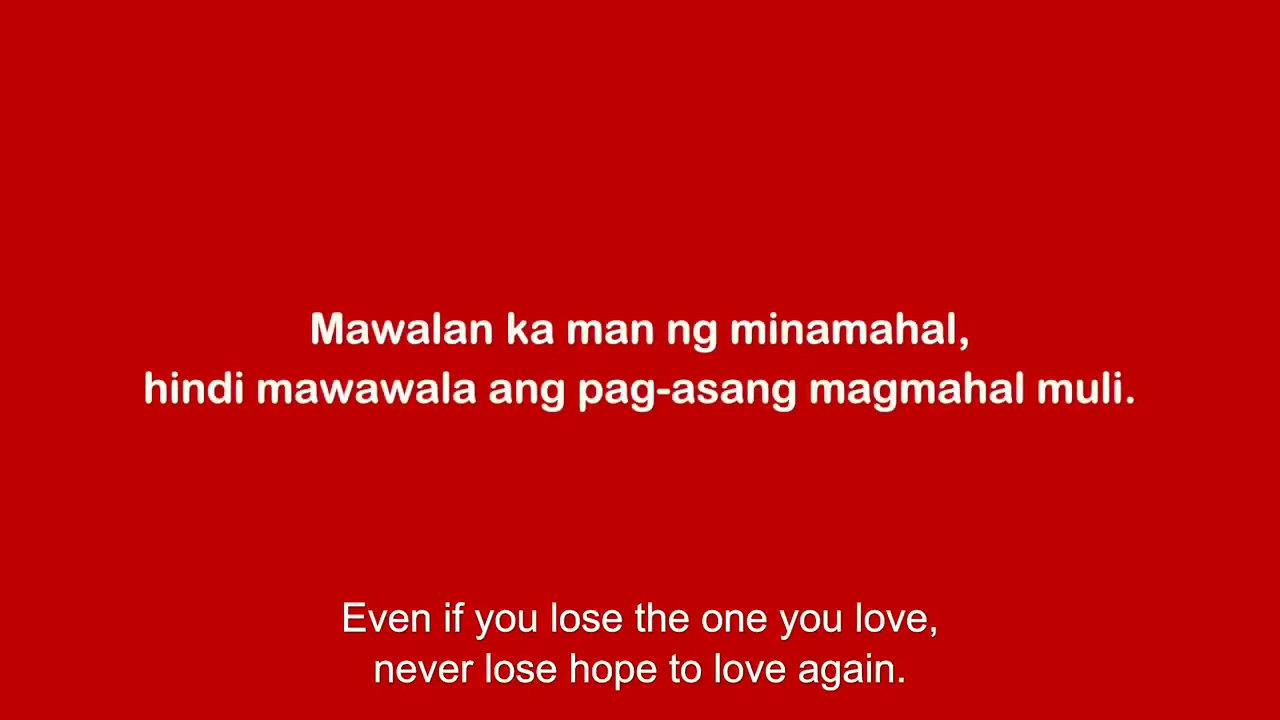 Mawalan ka man ng minamahal,
hindi mawawala ang pag-asang magmahal muli.
Even if you lose the one you love,
never lose hope to love again.